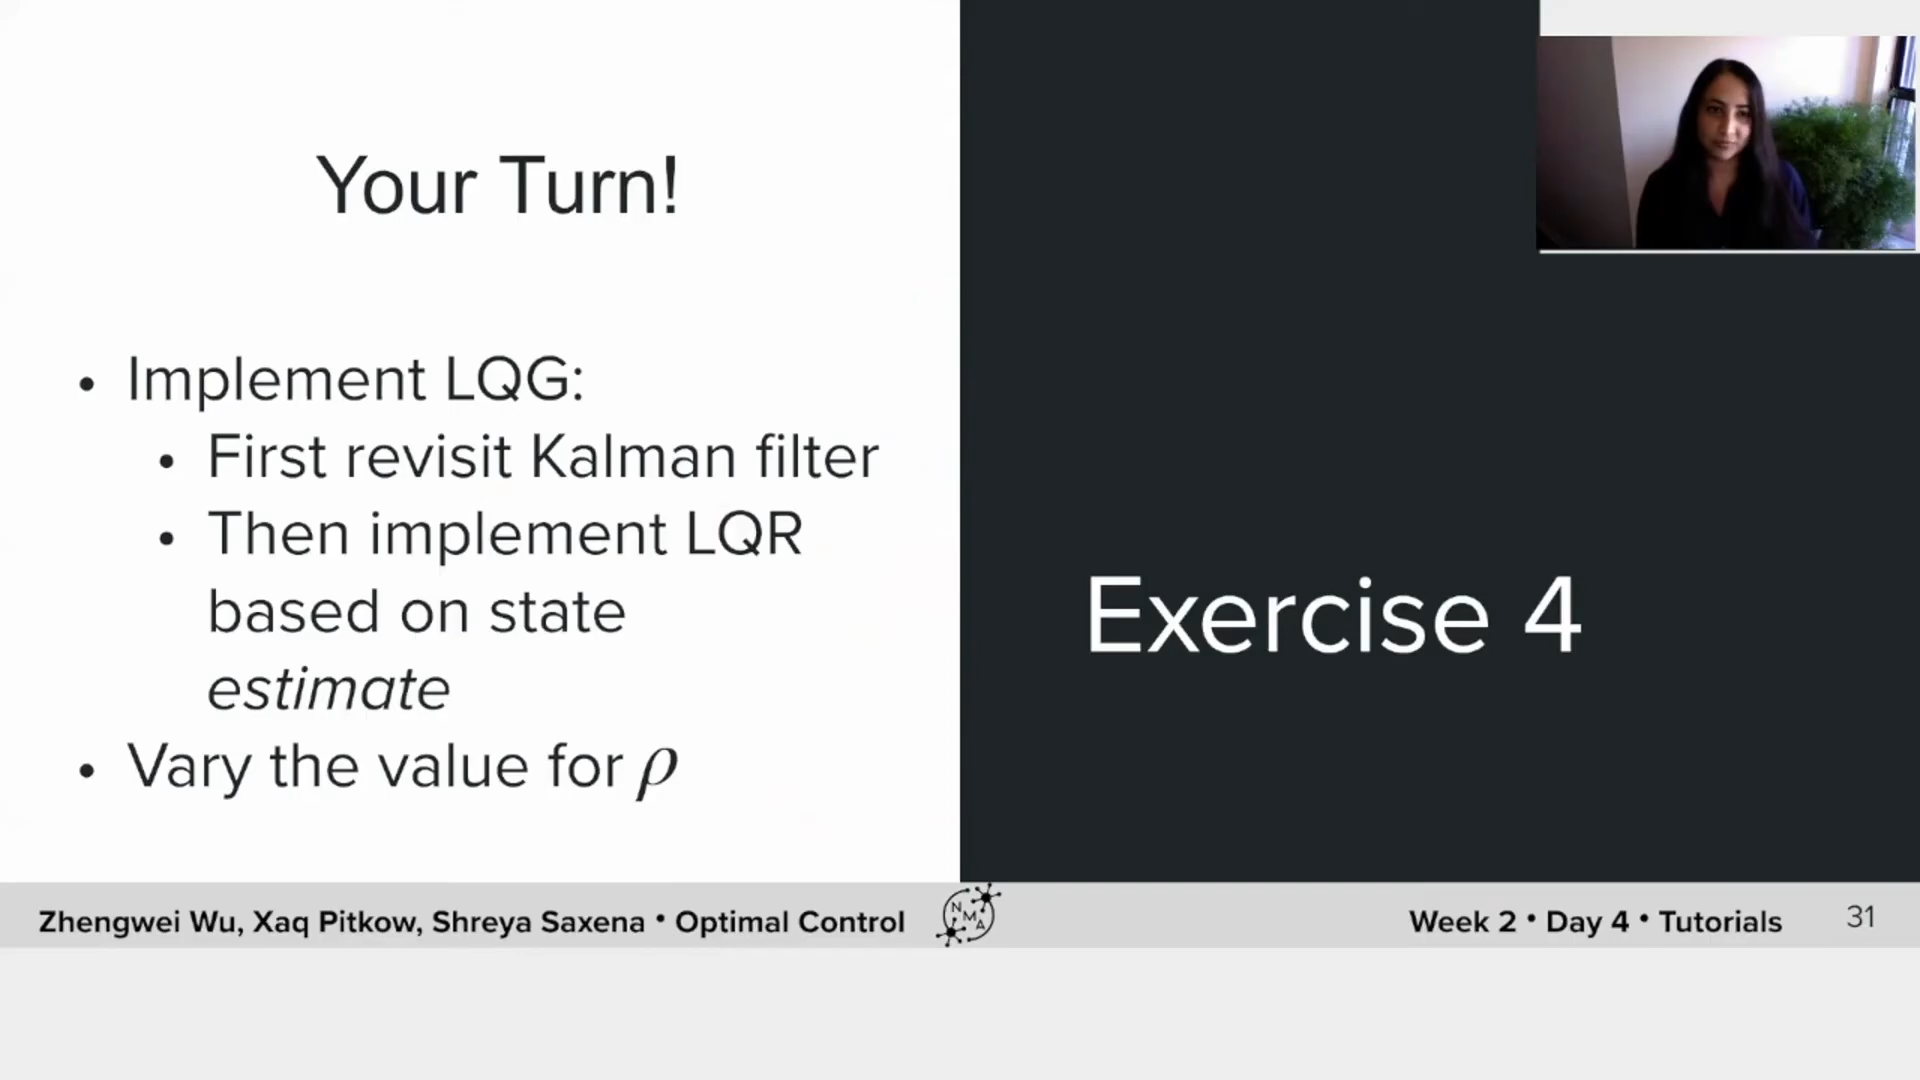 Your Turn!
• Implement LQG:
• First revisit Kalman filter
• Then implement LQR
based on state
estimate
• Vary the value for ρ
Exercise 4
Zhengwei Wu, Xaq Pitkow, Shreya Saxena • Optimal Control
N
M
A
Week 2 • Day 4 • Tutorials
31